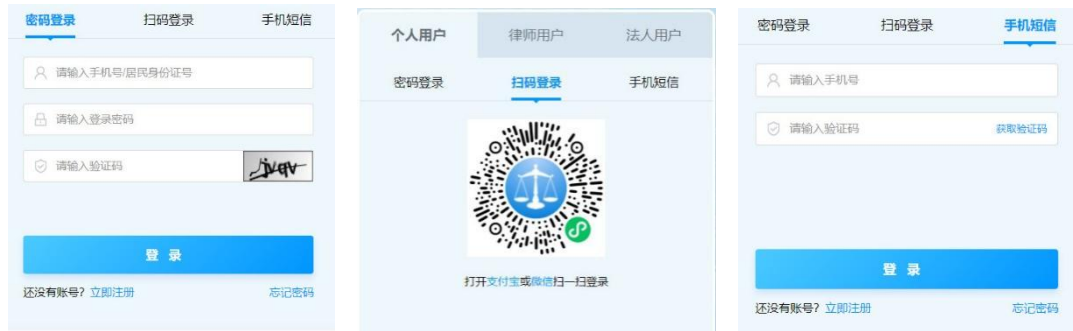 密码登录 扫码登录 手机短信
请输入手机号/居民身份证号
请输入登录密码
请输入验证码 jvqv
登 录
还没有账号? 立即注册 忘记密码
个人用户 律师用户 法人用户
密码登录 扫码登录 手机短信
打开支付宝或微信扫一扫登录
密码登录 扫码登录 手机短信
请输入手机号
请输入验证码 获取验证码
登 录
还没有账号? 立即注册 忘记密码